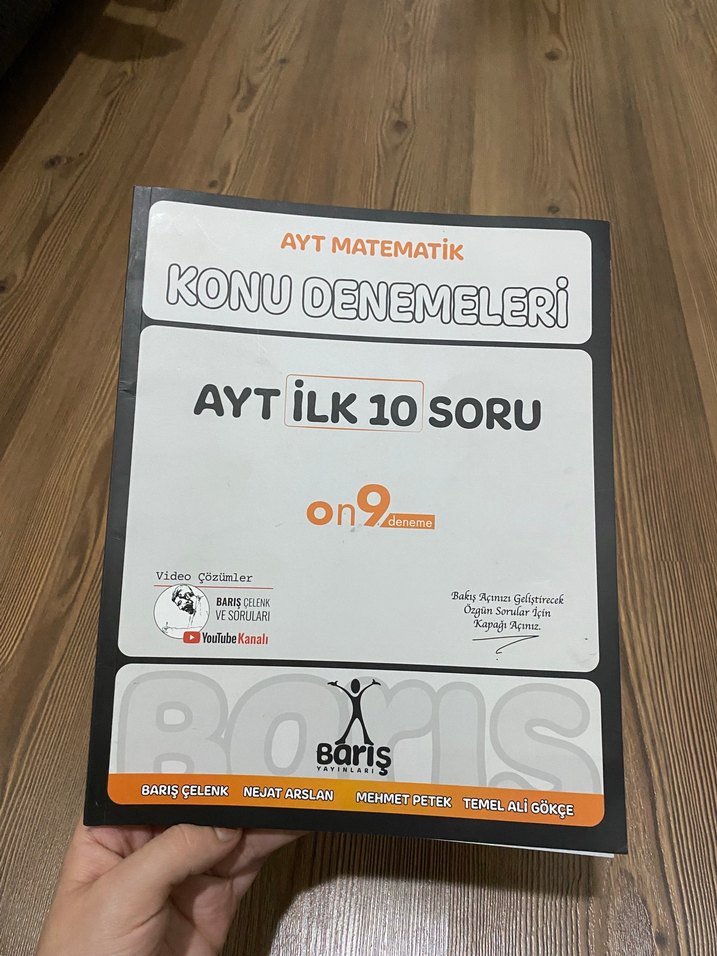 AYT MATEMATİK
KONU DENEMELERİ
AYT İLK 10 SORU
on9 deneme
Video Çözümler
BARIŞ ÇELENK
VE SORULARI
YouTube Kanalı
Bakış Açınızı Geliştirecek
Özgün Sorular İçin
Kapağı Açınız.
Barış
Barış
YAYINLARI
BARIŞ ÇELENK NEJAT ARSLAN MEHMET PETEK TEMEL ALİ GÖKÇE